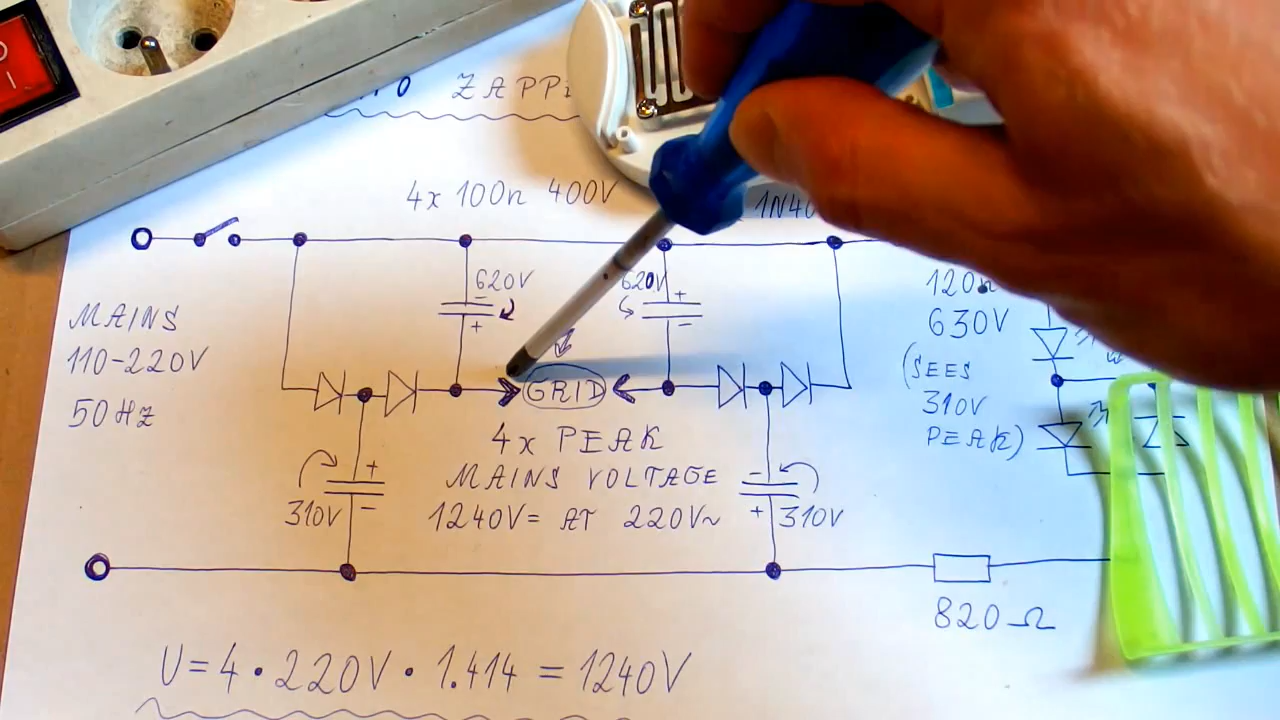 ZAPP
4x 100n 400V
1N40
620V
-
+
620V
+
-
MAINS
110-220V
50Hz
GRID
120n
630V
(SEES
310V
PEAK)
4x PEAK
MAINS VOLTAGE
1240V= AT 220V~
+
-
310V
-
+
310V
820Ω
U=4·220V·1.414 = 1240V